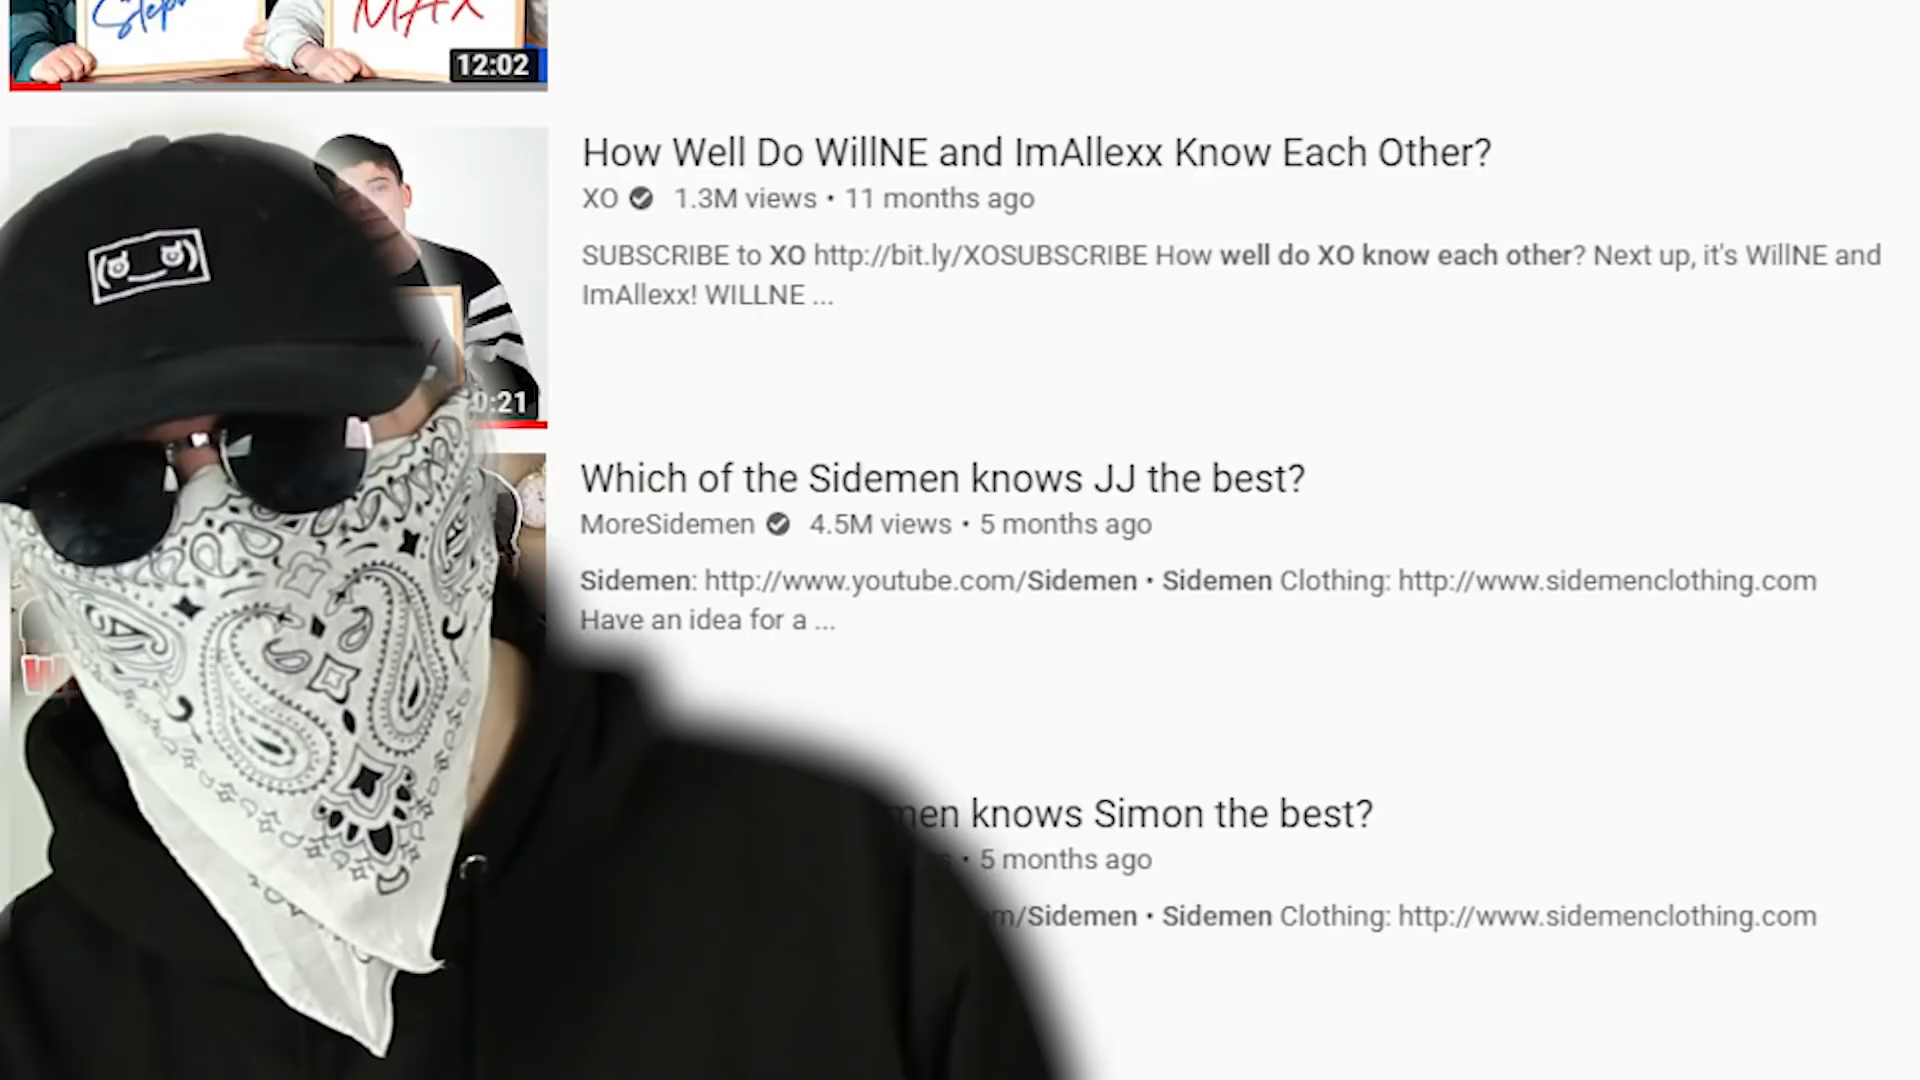 MAX
12:02
How Well Do WillNE and ImAllexx Know Each Other?
XO 1.3M views • 11 months ago
SUBSCRIBE to XO http://bit.ly/XOSUBSCRIBE How well do XO know each other? Next up, it's WillNE and
ImAllexx! WILLNE ...
0:21
Which of the Sidemen knows JJ the best?
MoreSidemen 4.5M views • 5 months ago
Sidemen: http://www.youtube.com/Sidemen • Sidemen Clothing: http://www.sidemenclothing.com
Have an idea for a ...
men knows Simon the best?
• 5 months ago
m/Sidemen • Sidemen Clothing: http://www.sidemenclothing.com